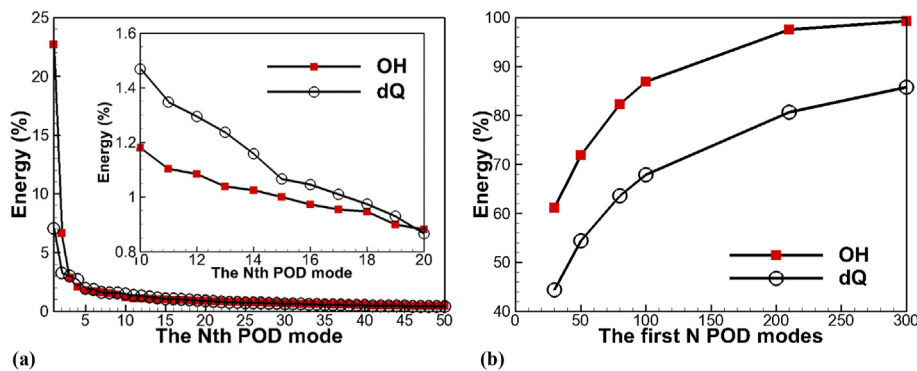 25
20
15
10
5
0
Energy (%)
5 10 15 20 25 30 35 40 45 50
The Nth POD mode
1.6
1.4
1.2
1
0.8
Energy (%)
10 12 14 16 18 20
The Nth POD mode
OH
dQ
(a)
100
90
80
70
60
50
40
Energy (%)
0 50 100 150 200 250 300
The first N POD modes
OH
dQ
(b)